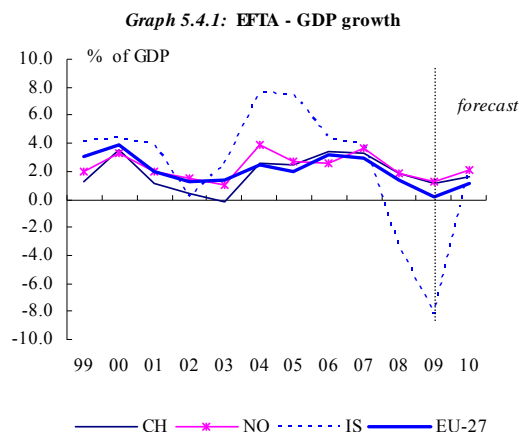 Graph 5.4.1: EFTA - GDP growth
% of GDP
forecast
10.0
8.0
6.0
4.0
2.0
0.0
-2.0
-4.0
-6.0
-8.0
-10.0
99 00 01 02 03 04 05 06 07 08 09 10
CH NO IS EU-27